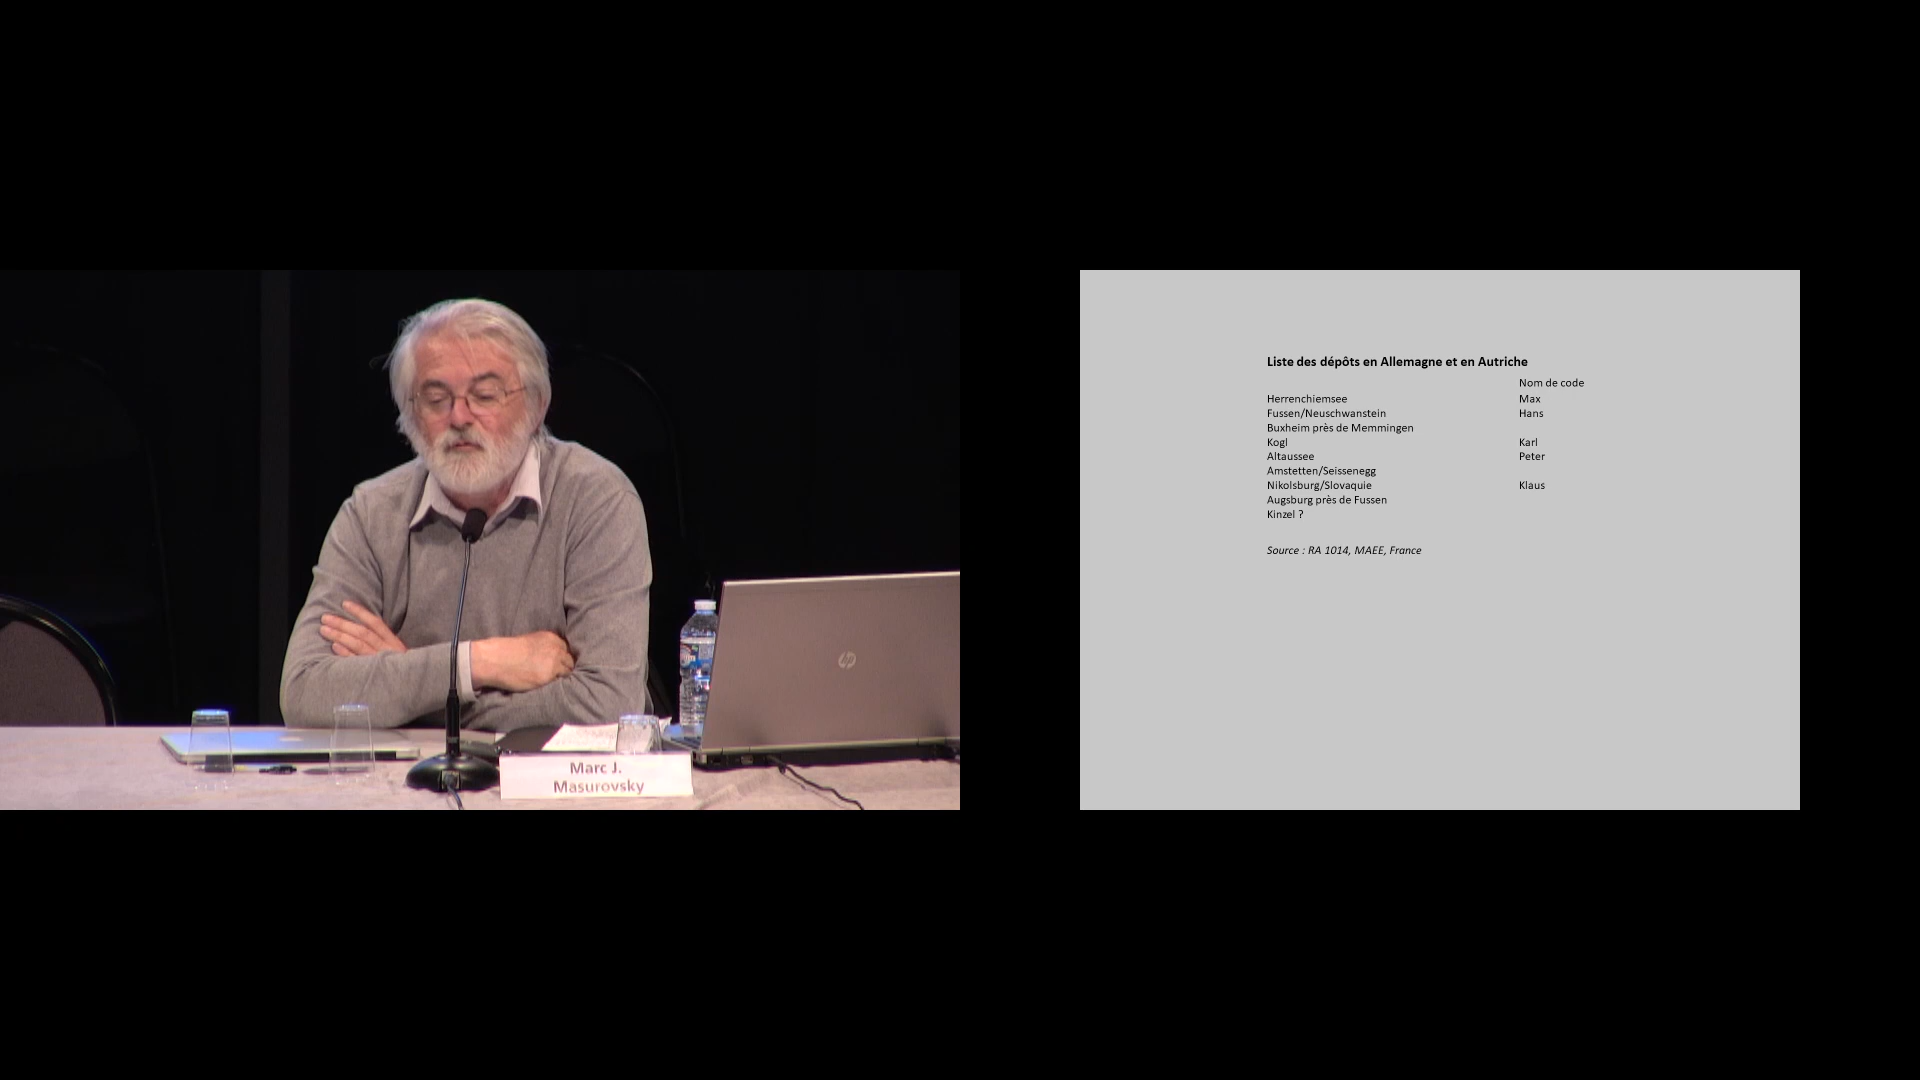 Marc J.
Masurovsky
hp
Liste des dépôts en Allemagne et en Autriche
Nom de code
Herrenchiemsee Max
Fussen/Neuschwanstein Hans
Buxheim près de Memmingen
Kogl Karl
Altaussee Peter
Amstetten/Seissenegg
Nikolsburg/Slovaquie Klaus
Augsburg près de Fussen
Kinzel ?
Source : RA 1014, MAEE, France